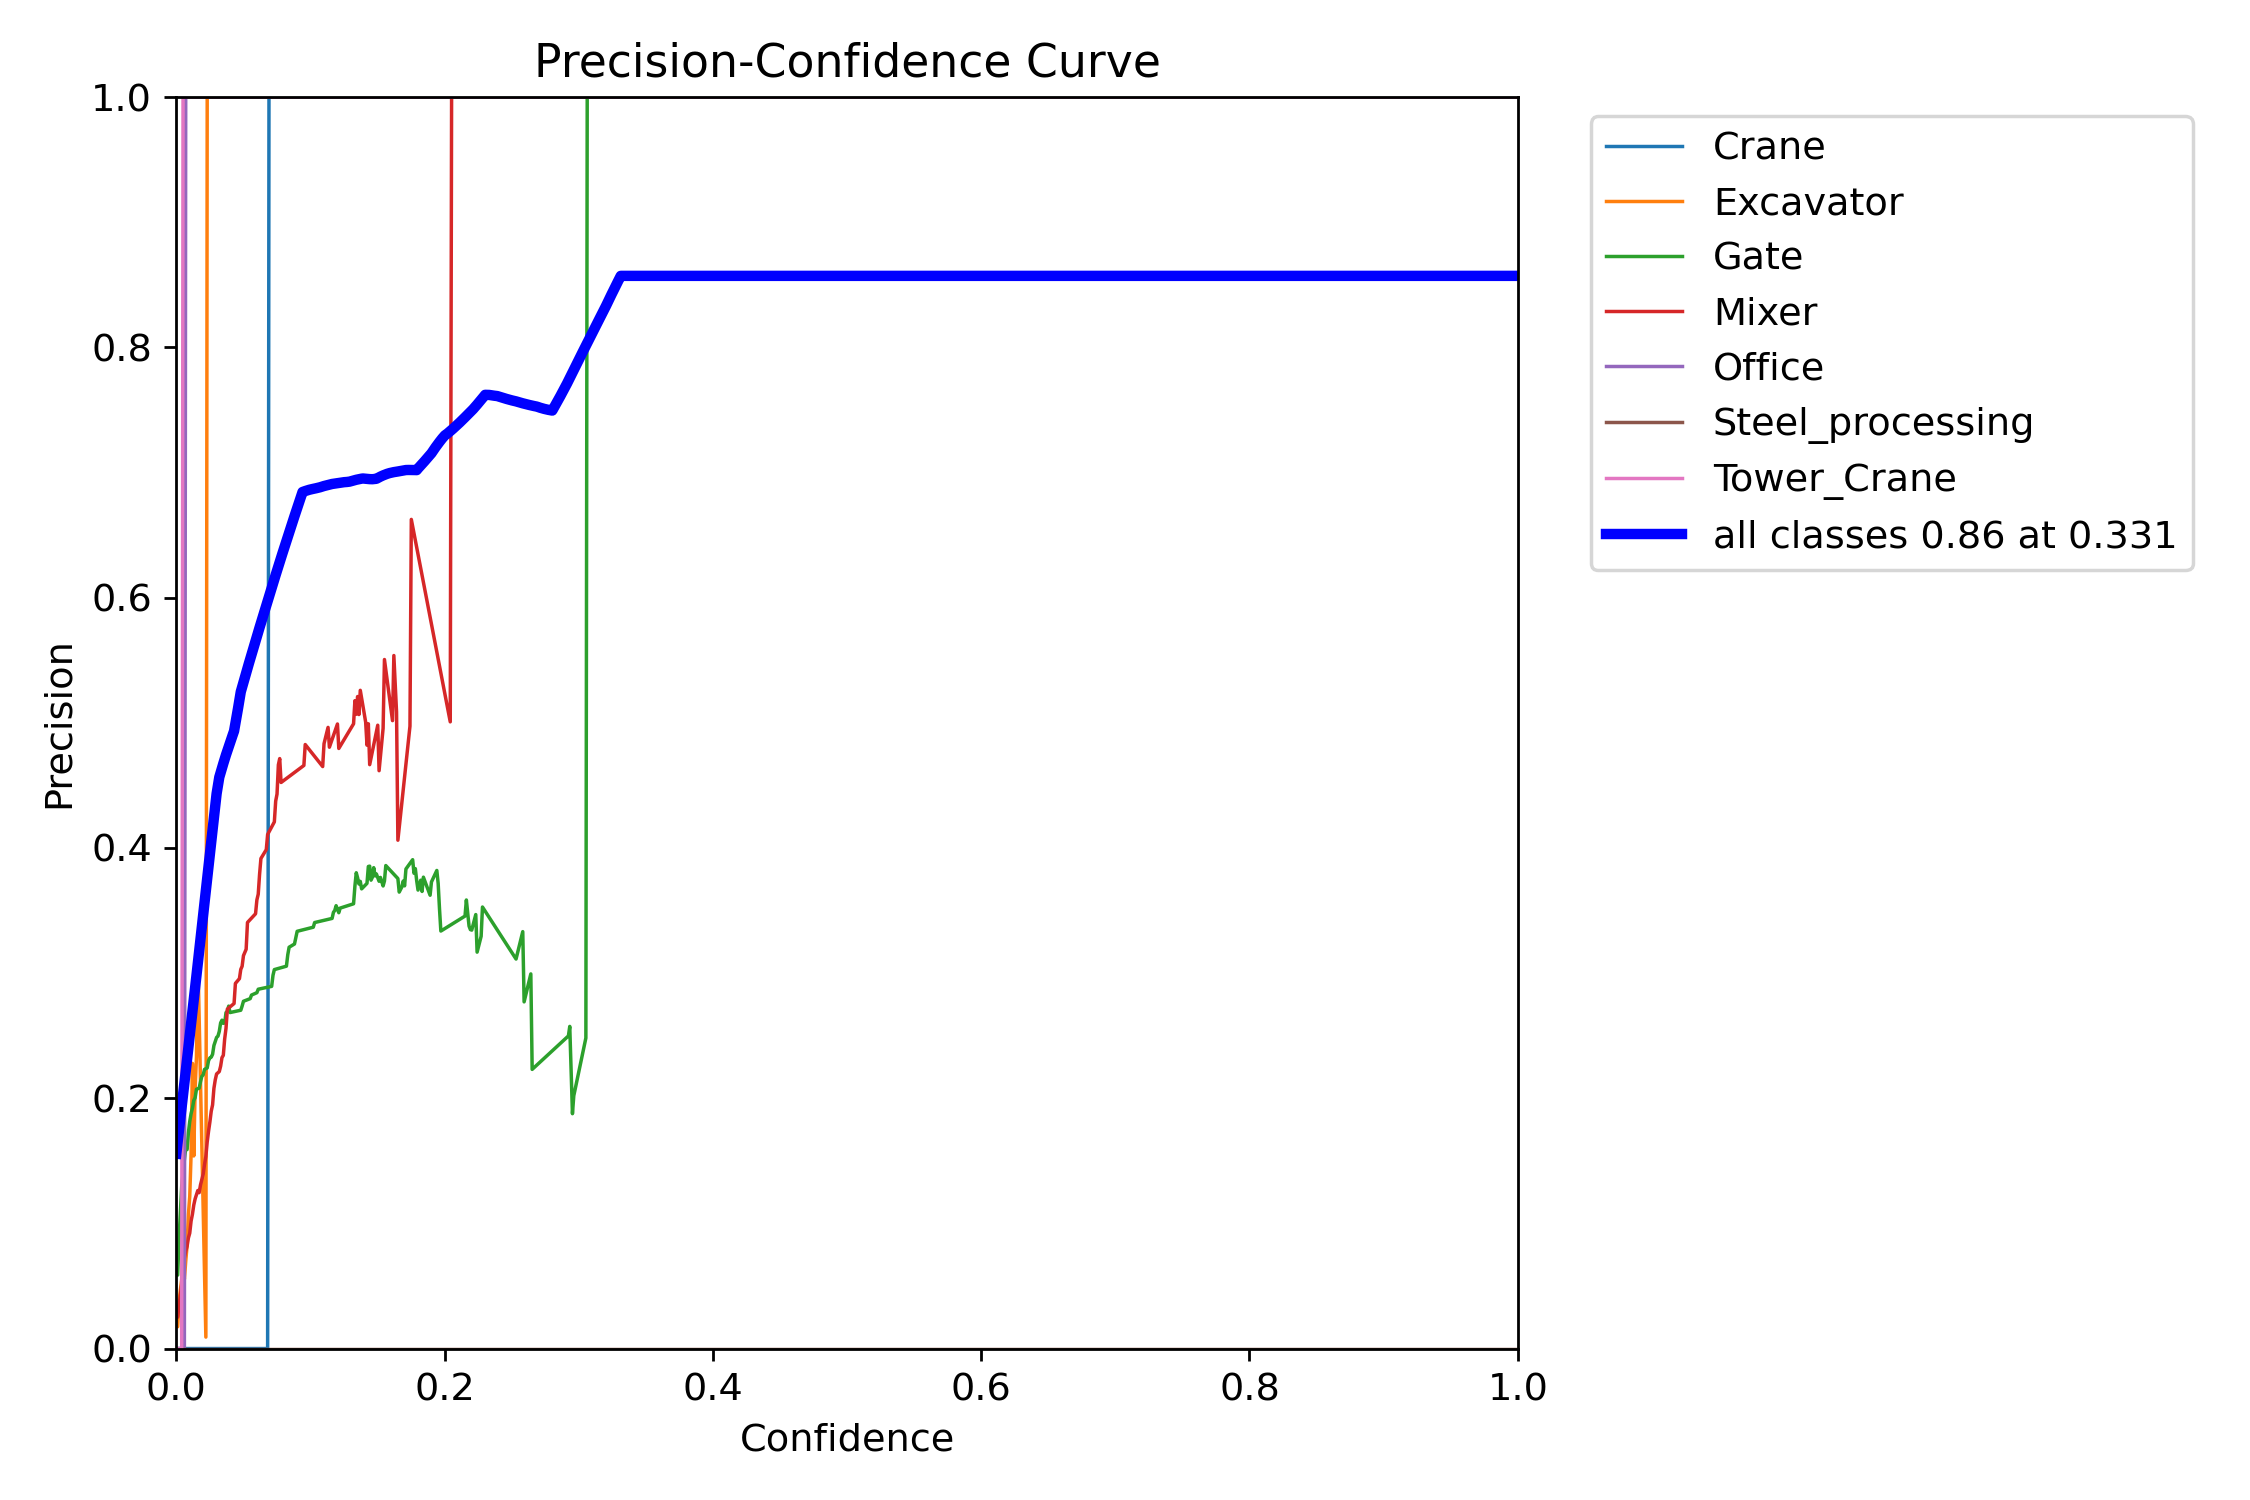 Precision-Confidence Curve
1.0
0.8
0.6
0.4
0.2
0.0
Precision
0.0 0.2 0.4 0.6 0.8 1.0
Confidence
Crane
Excavator
Gate
Mixer
Office
Steel_processing
Tower_Crane
all classes 0.86 at 0.331